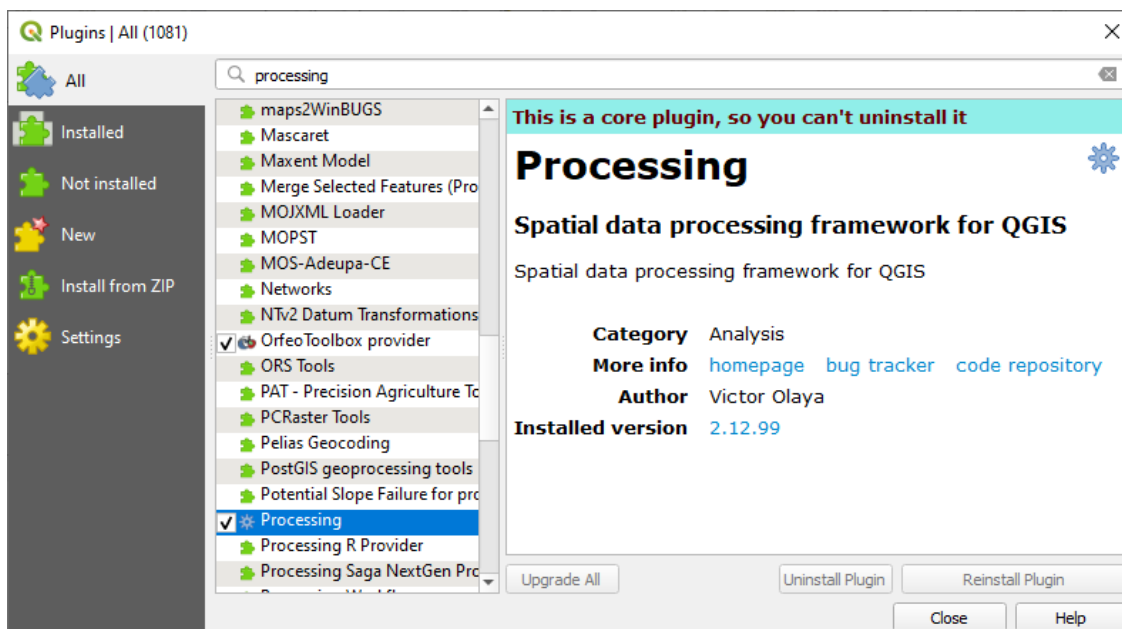 Plugins | All (1081)
All
Installed
Not installed
New
Install from ZIP
Settings
processing
maps2WinBUGS
Mascaret
Maxent Model
Merge Selected Features (Pro
MOJXML Loader
MOPST
MOS-Adeupa-CE
Networks
NTv2 Datum Transformations
OrfeoToolbox provider
ORS Tools
PAT - Precision Agriculture To
PCRaster Tools
Pelias Geocoding
PostGIS geoprocessing tools
Potential Slope Failure for pro
Processing
Processing R Provider
Processing Saga NextGen Pro
This is a core plugin, so you can't uninstall it
Processing
Spatial data processing framework for QGIS
Spatial data processing framework for QGIS
Category Analysis
More info homepage bug tracker code repository
Author Victor Olaya
Installed version 2.12.99
Upgrade All Uninstall Plugin Reinstall Plugin
Close Help